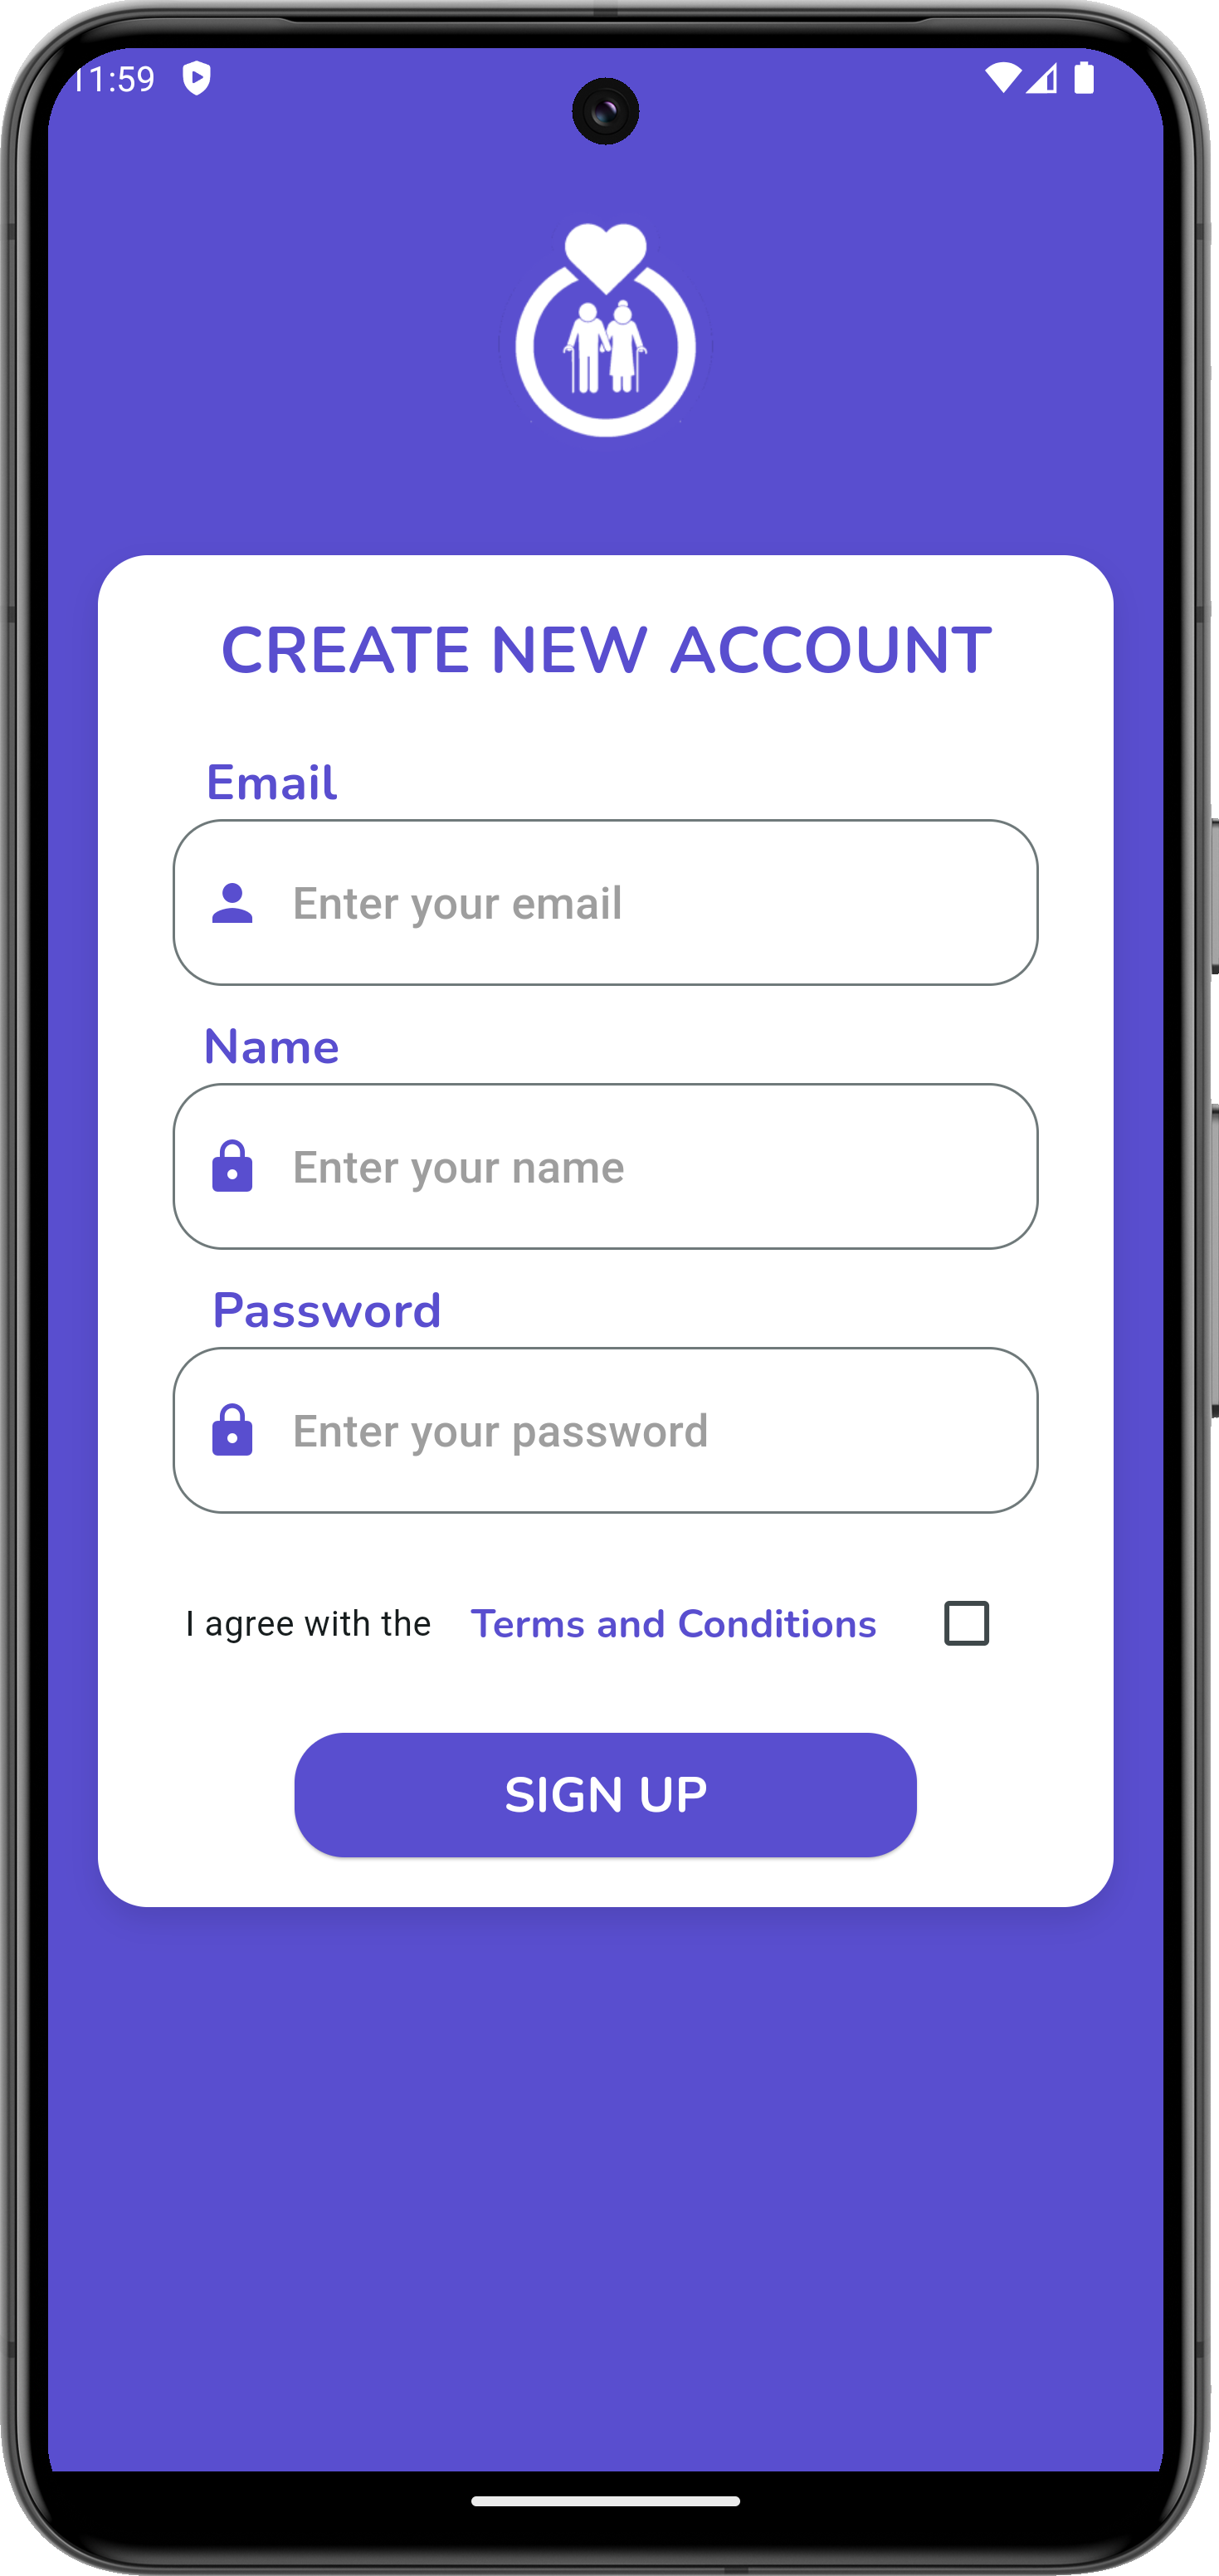 11:59
CREATE NEW ACCOUNT
Email
Enter your email
Name
Enter your name
Password
Enter your password
I agree with the Terms and Conditions
SIGN UP